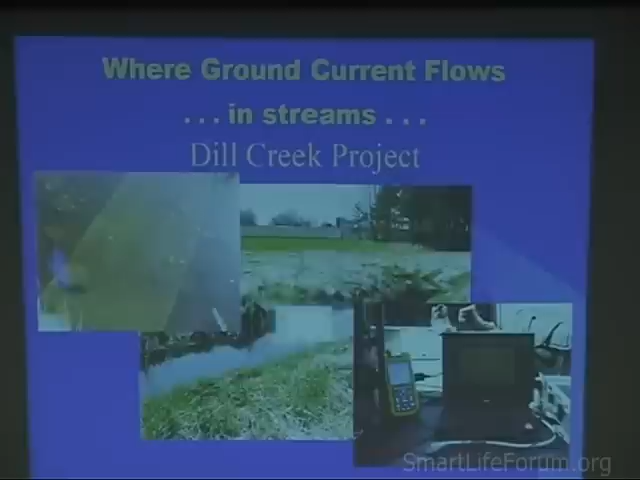 Where Ground Current Flows
. . . in streams . . .
Dill Creek Project
SmartLifeForum.org